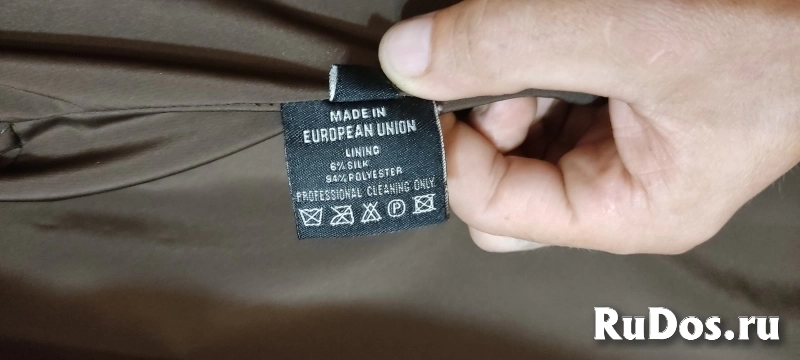 MADE IN
EUROPEAN UNION
LINING
6% SILK
94% POLYESTER
PROFESSIONAL CLEANING ONLY
P
RuDos.ru